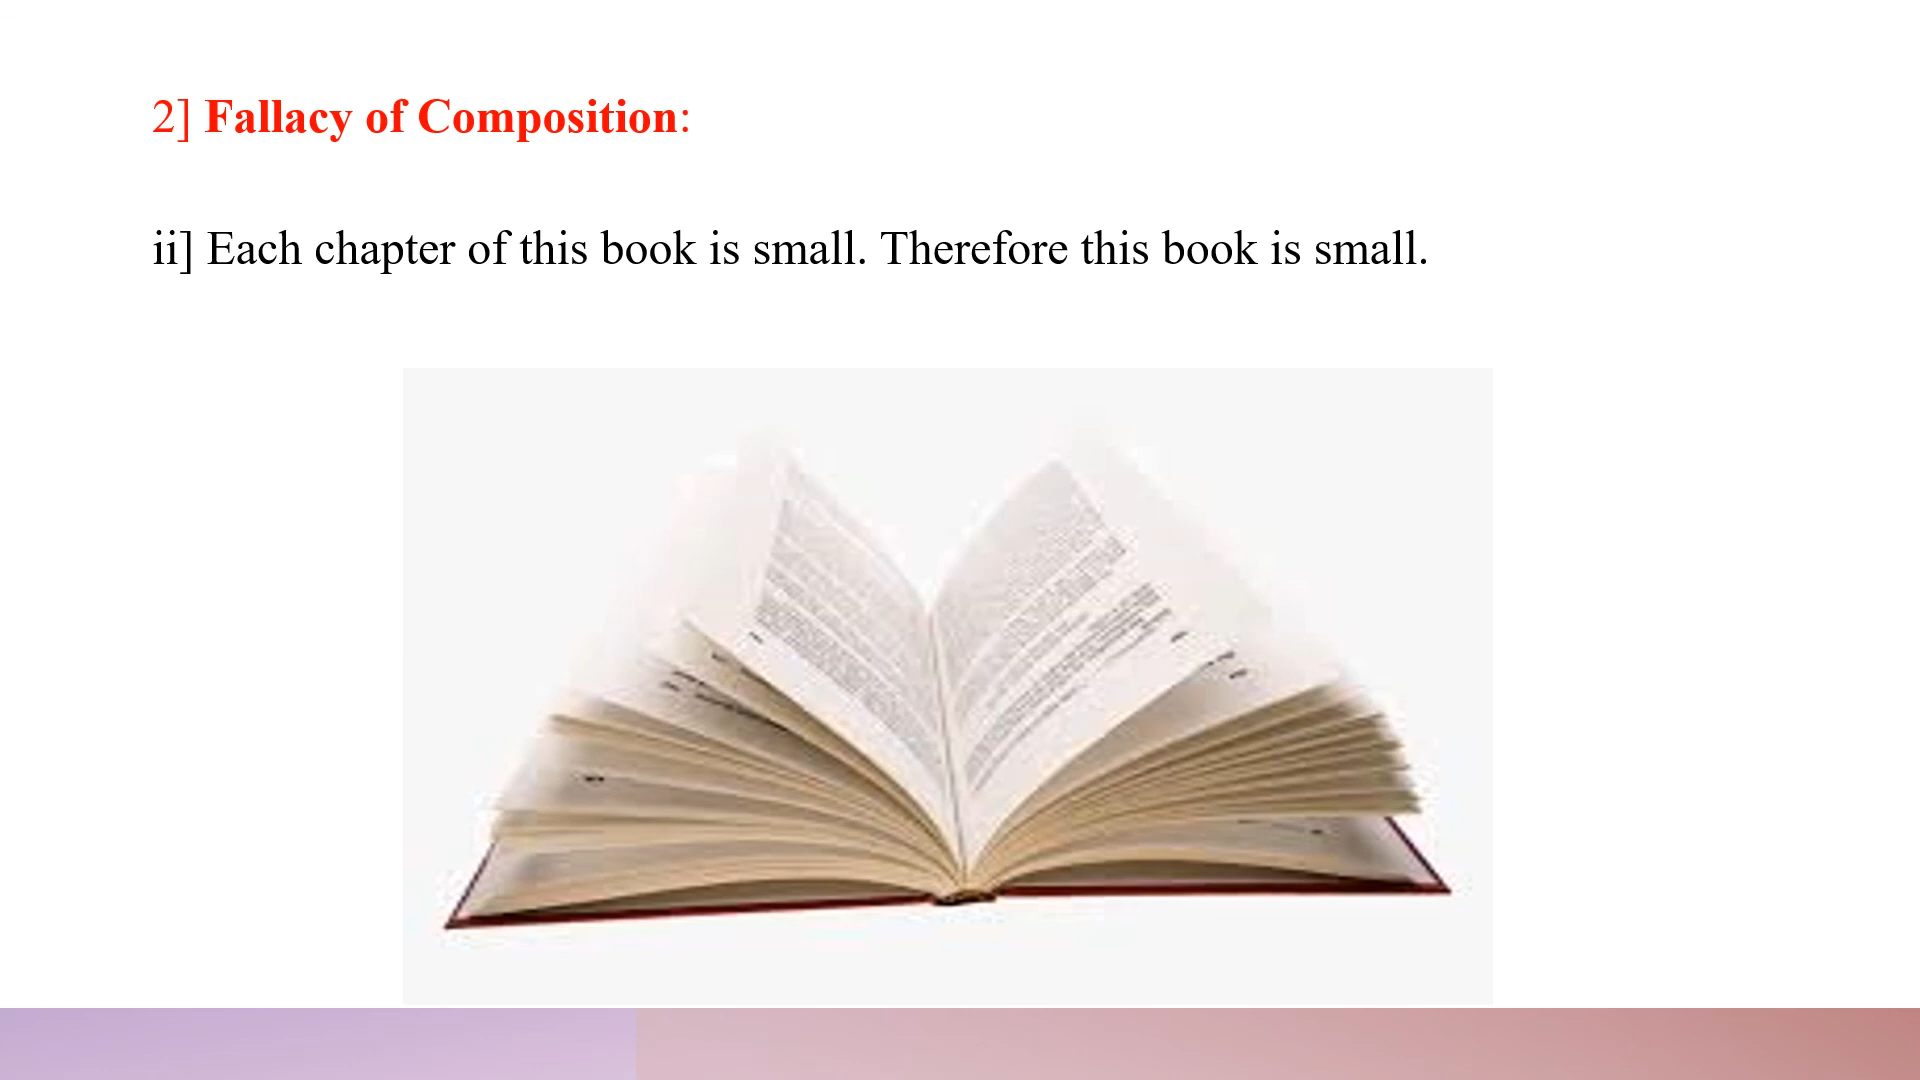 2] Fallacy of Composition:
ii] Each chapter of this book is small. Therefore this book is small.